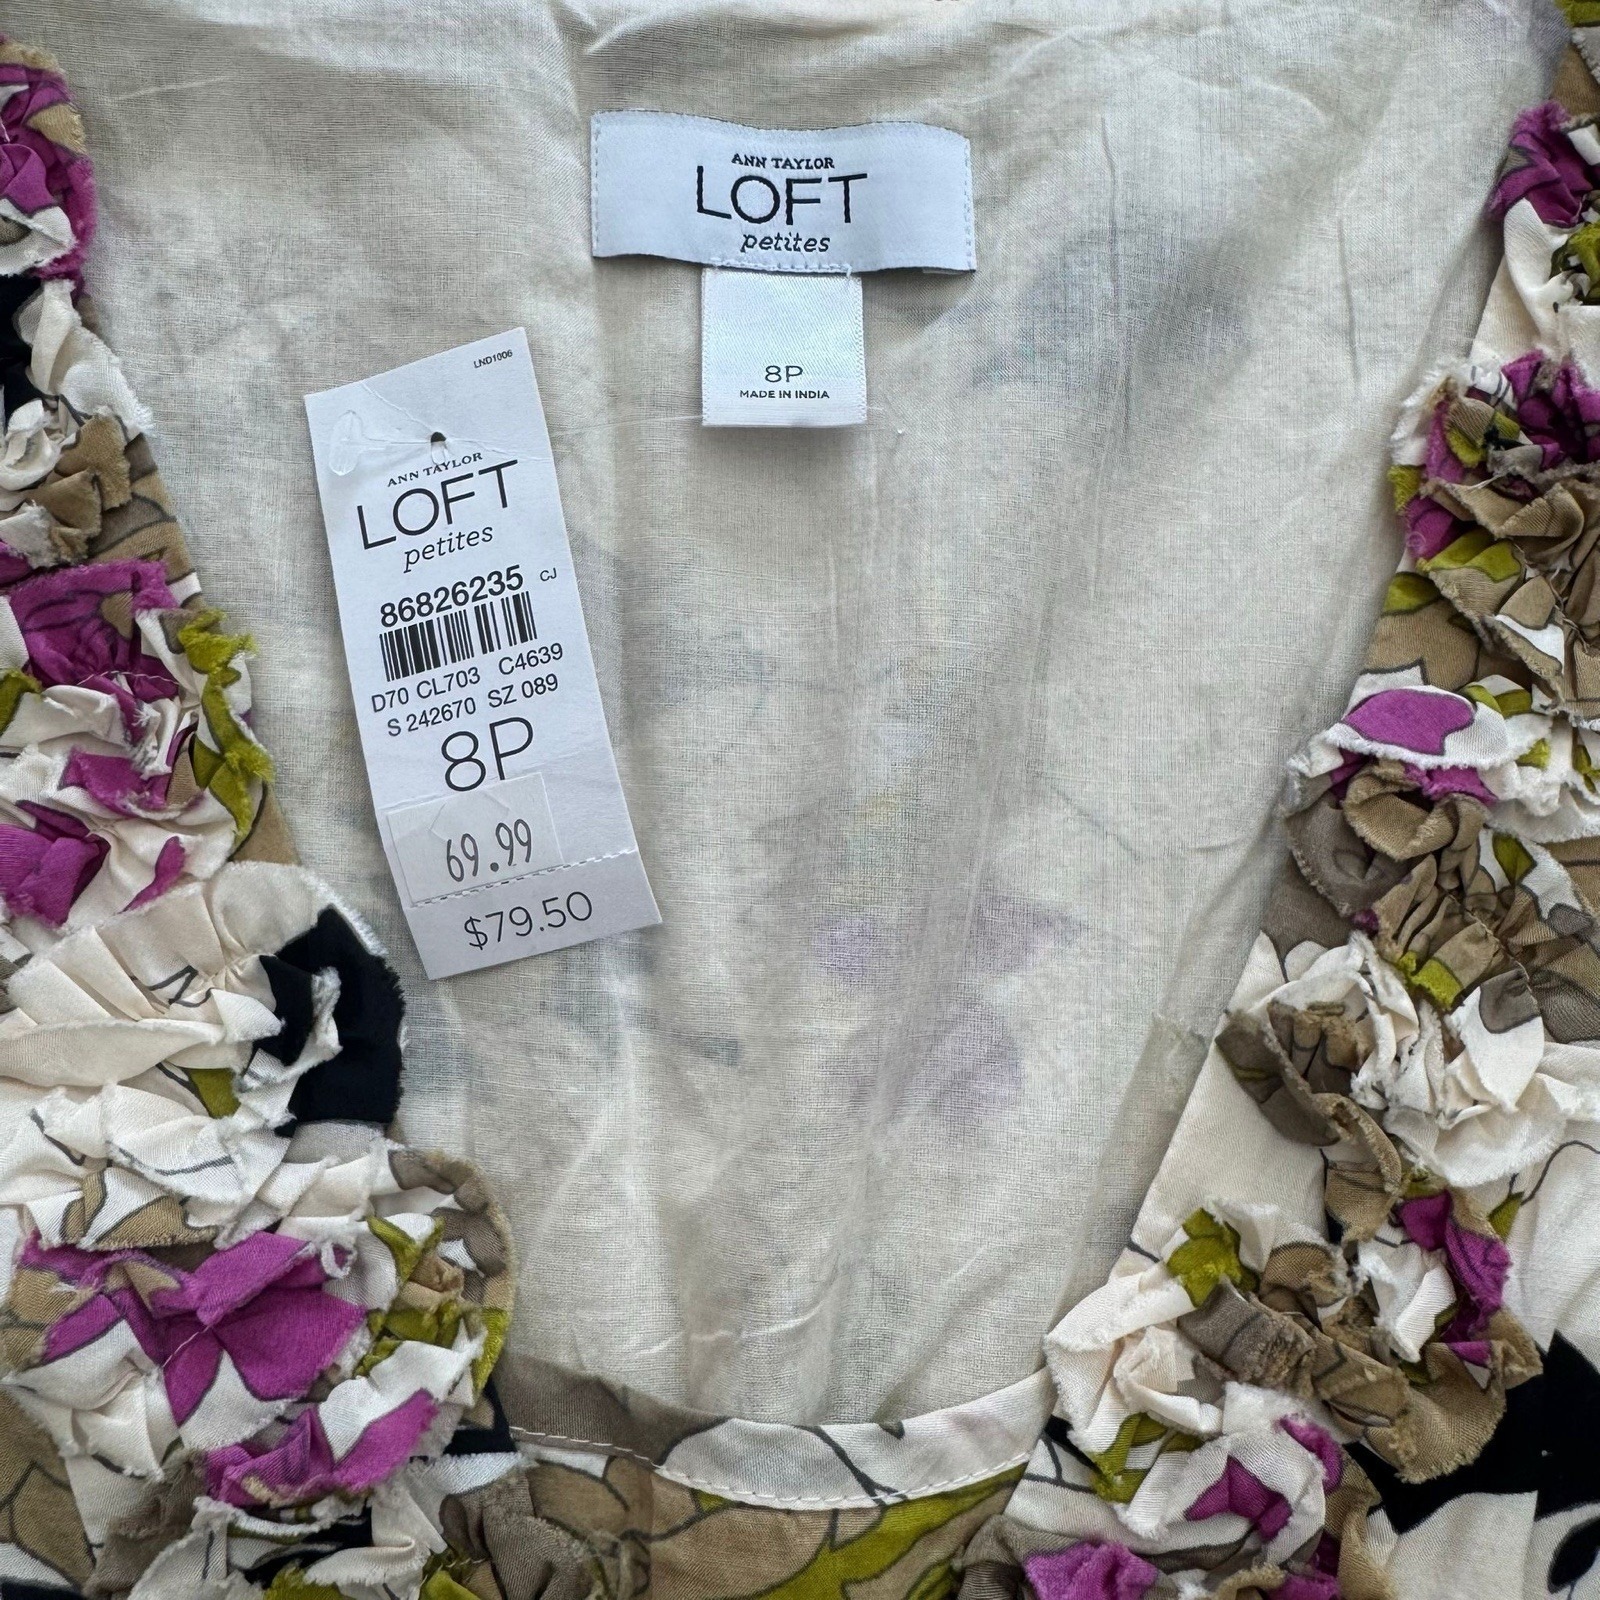 ANN TAYLOR
LOFT
petites
8P
MADE IN INDIA
LND1006
ANN TAYLOR
LOFT
petites
86826235 CJ
D70 CL703 C4639
S 242670 SZ 089
8P
69.99
$79.50